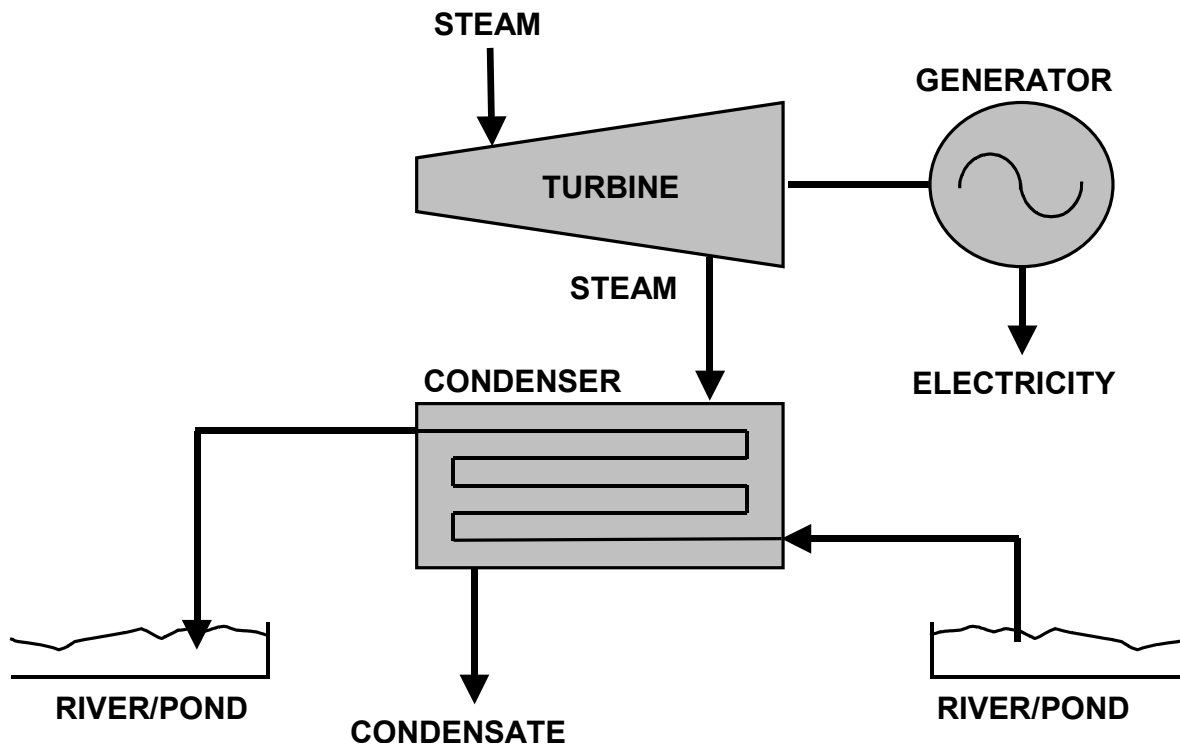 STEAM
GENERATOR
TURBINE
STEAM
CONDENSER
ELECTRICITY
RIVER/POND
RIVER/POND
CONDENSATE